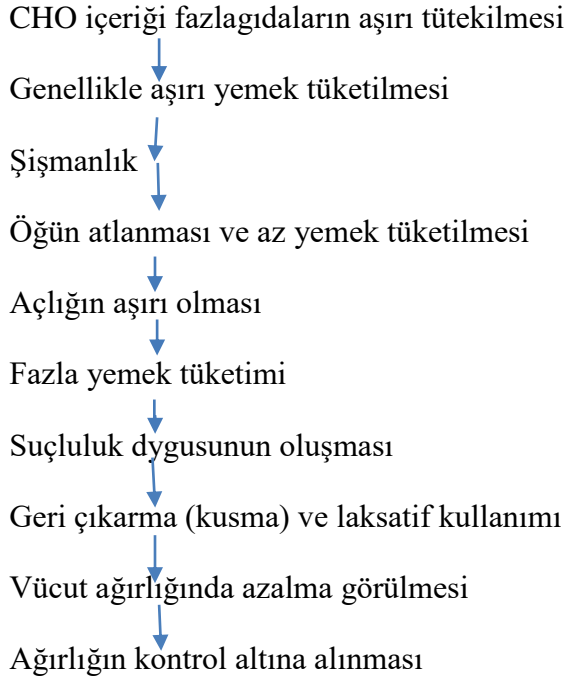 CHO içeriği fazlagıdaların aşırı tütekilmesi
Genellikle aşırı yemek tüketilmesi
Şişmanlık
Öğün atlanması ve az yemek tüketilmesi
Açlığın aşırı olması
Fazla yemek tüketimi
Suçluluk dygusunun oluşması
Geri çıkarma (kusma) ve laksatif kullanımı
Vücut ağırlığında azalma görülmesi
Ağırlığın kontrol altına alınması